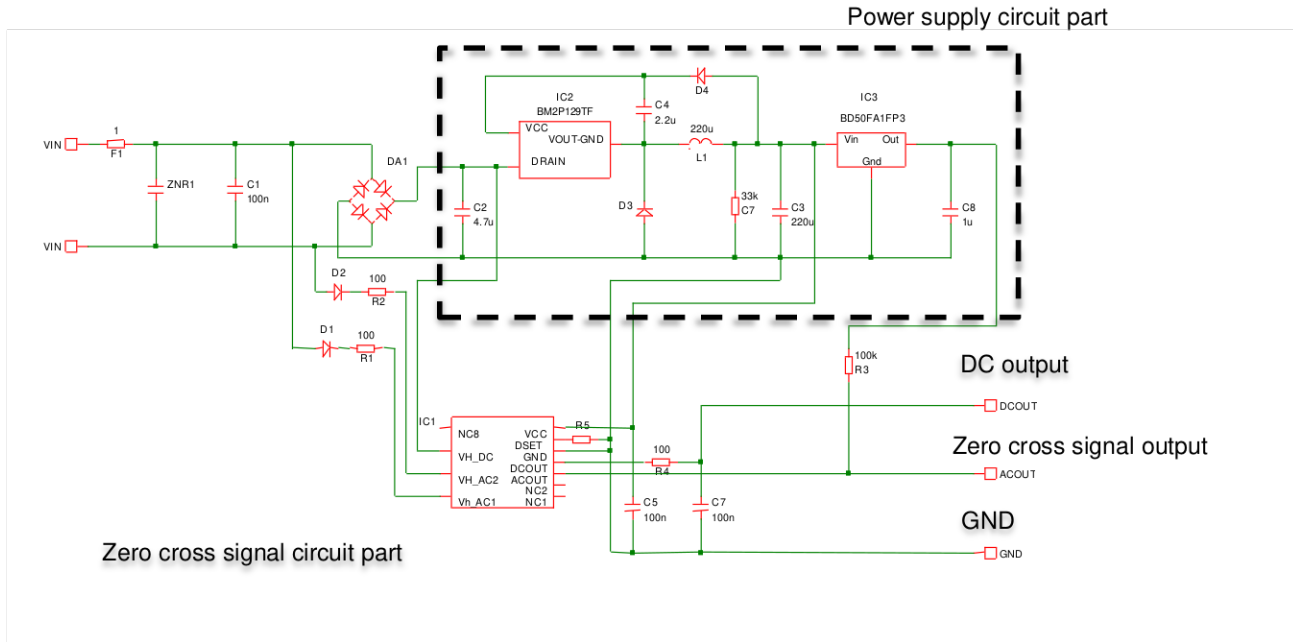 Power supply circuit part
IC2
BM2P129TF
VCC
VOUT-GND
DRAIN
C4
2.2u
D4
220u
L1
IC3
BD50FA1FP3
Vin
Out
Gnd
VIN
1
F1
ZNR1
C1
100n
DA1
C2
4.7u
D3
33k
C7
C3
220u
C8
1u
VIN
D2
100
R2
D1
100
R1
100k
R3
DC output
DCOUT
IC1
NC8
VH_DC
VH_AC2
Vh_AC1
VCC
DSET
GND
DCOUT
ACOUT
NC2
NC1
R5
100
R4
Zero cross signal output
ACOUT
C5
100n
C7
100n
GND
GND
Zero cross signal circuit part